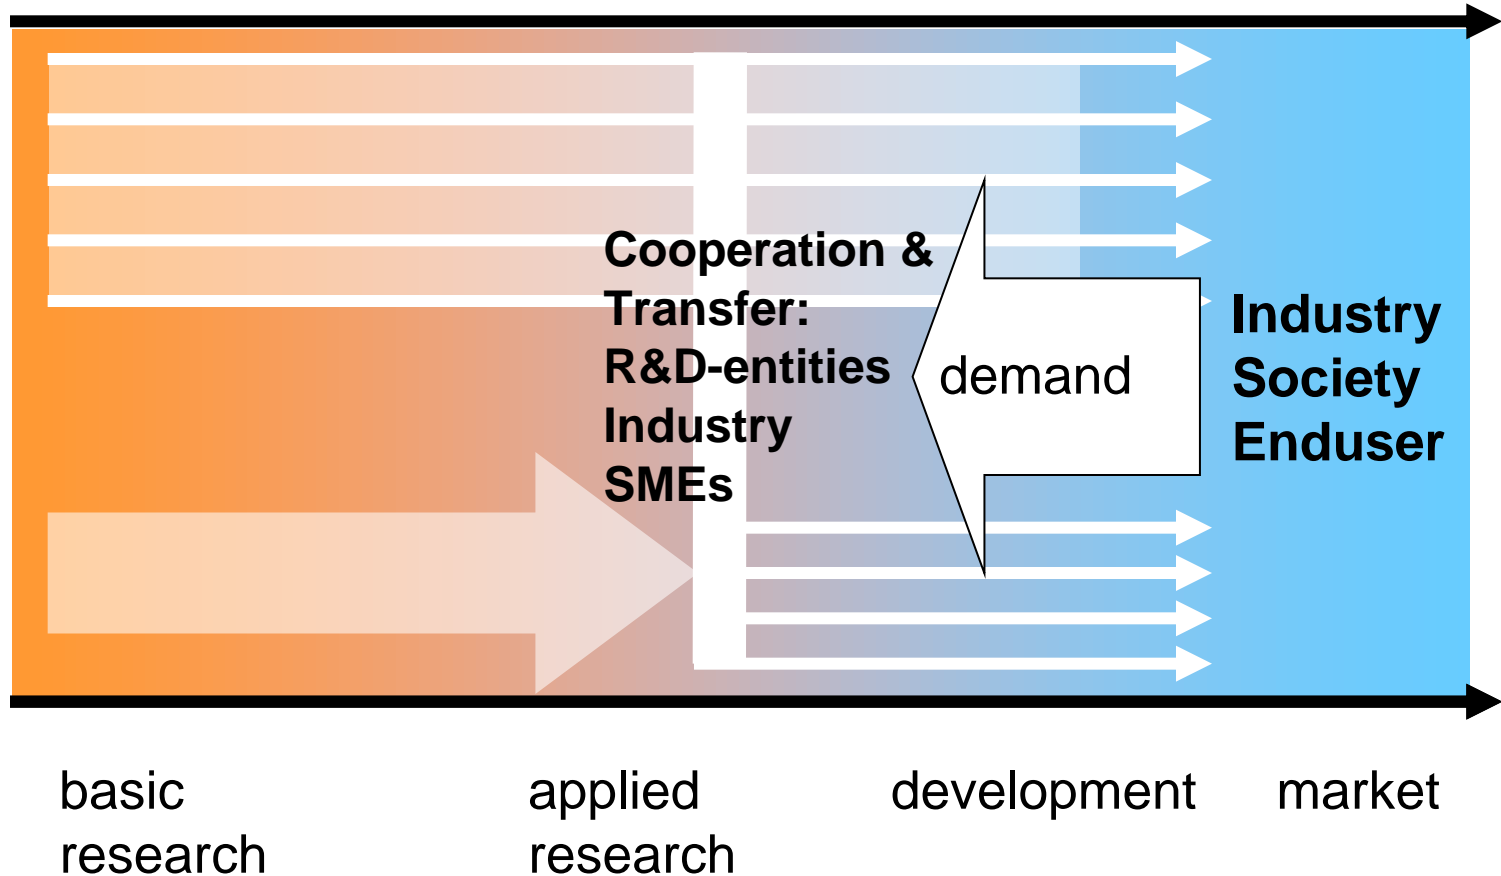 Cooperation &
Transfer:
R&D-entities
Industry
SMEs
demand
Industry
Society
Enduser
basic
research
applied
research
development
market